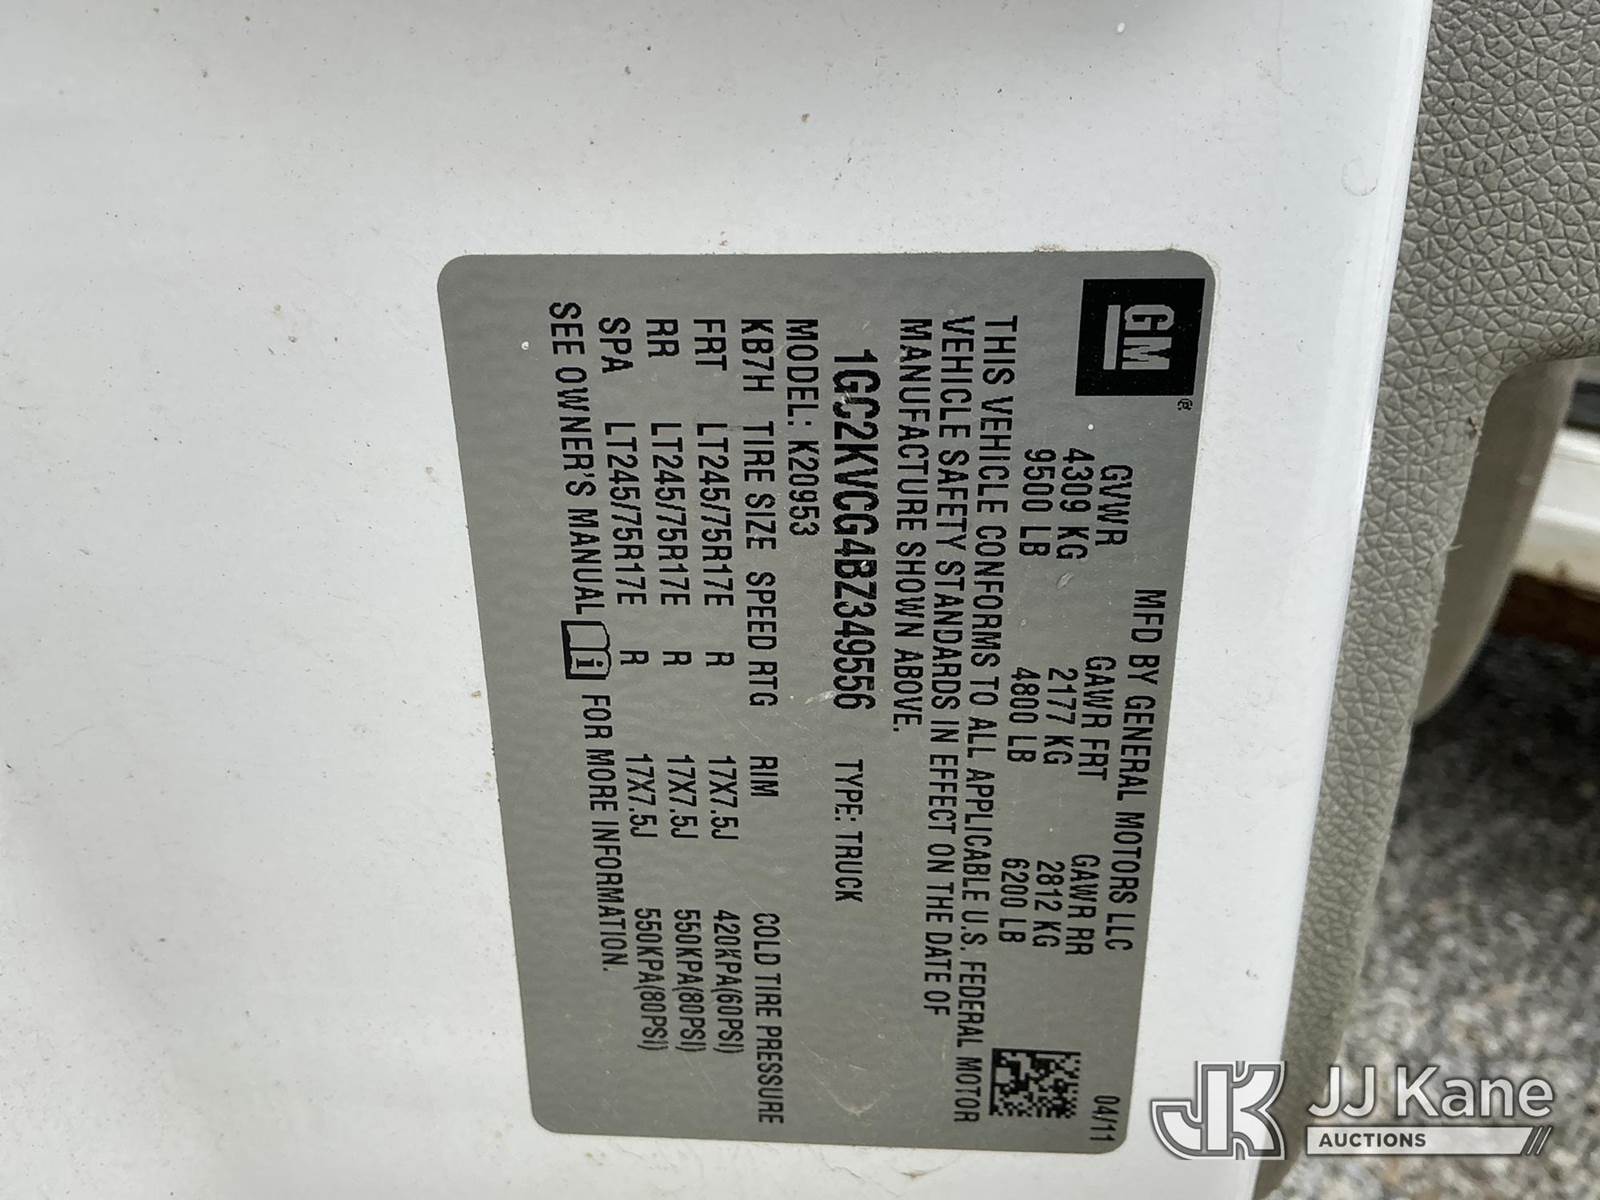 GM ®
MFD BY GENERAL MOTORS LLC 04/11
GVWR GAWR FRT GAWR RR
4309 KG 2177 KG 2812 KG
9500 LB 4800 LB 6200 LB
THIS VEHICLE CONFORMS TO ALL APPLICABLE U.S. FEDERAL MOTOR
VEHICLE SAFETY STANDARDS IN EFFECT ON THE DATE OF
MANUFACTURE SHOWN ABOVE.
1GC2KVCG4BZ349556 TYPE: TRUCK
MODEL: K20953
KB7H TIRE SIZE SPEED RTG RIM COLD TIRE PRESSURE
FRT LT245/75R17E R 17X7.5J 420KPA(60PSI)
RR LT245/75R17E R 17X7.5J 550KPA(80PSI)
SPA LT245/75R17E R 17X7.5J 550KPA(80PSI)
SEE OWNER'S MANUAL i FOR MORE INFORMATION.
JK JJ Kane
AUCTIONS